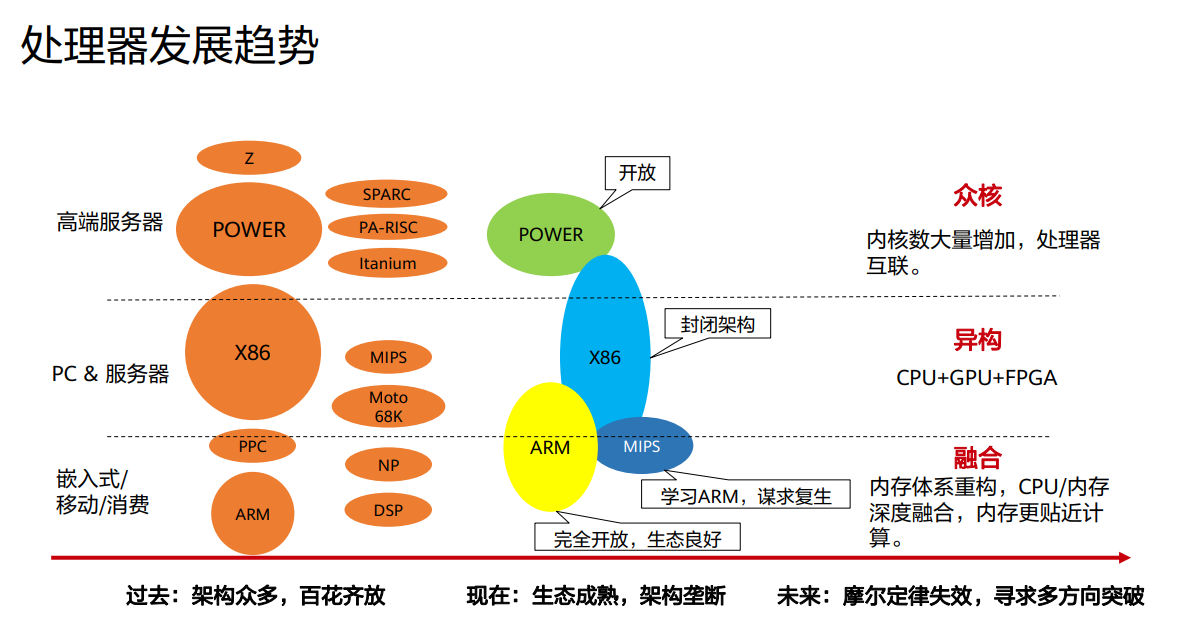 处理器发展趋势
高端服务器
Z
POWER
SPARC
PA-RISC
Itanium
POWER
开放
众核
内核数大量增加，处理器
互联。
PC & 服务器
X86
MIPS
Moto
68K
X86
封闭架构
异构
CPU+GPU+FPGA
嵌入式/
移动/消费
PPC
ARM
NP
DSP
ARM
MIPS
学习ARM，谋求复生
完全开放，生态良好
融合
内存体系重构，CPU/内存
深度融合，内存更贴近计
算。
过去：架构众多，百花齐放
现在：生态成熟，架构垄断
未来：摩尔定律失效，寻求多方向突破